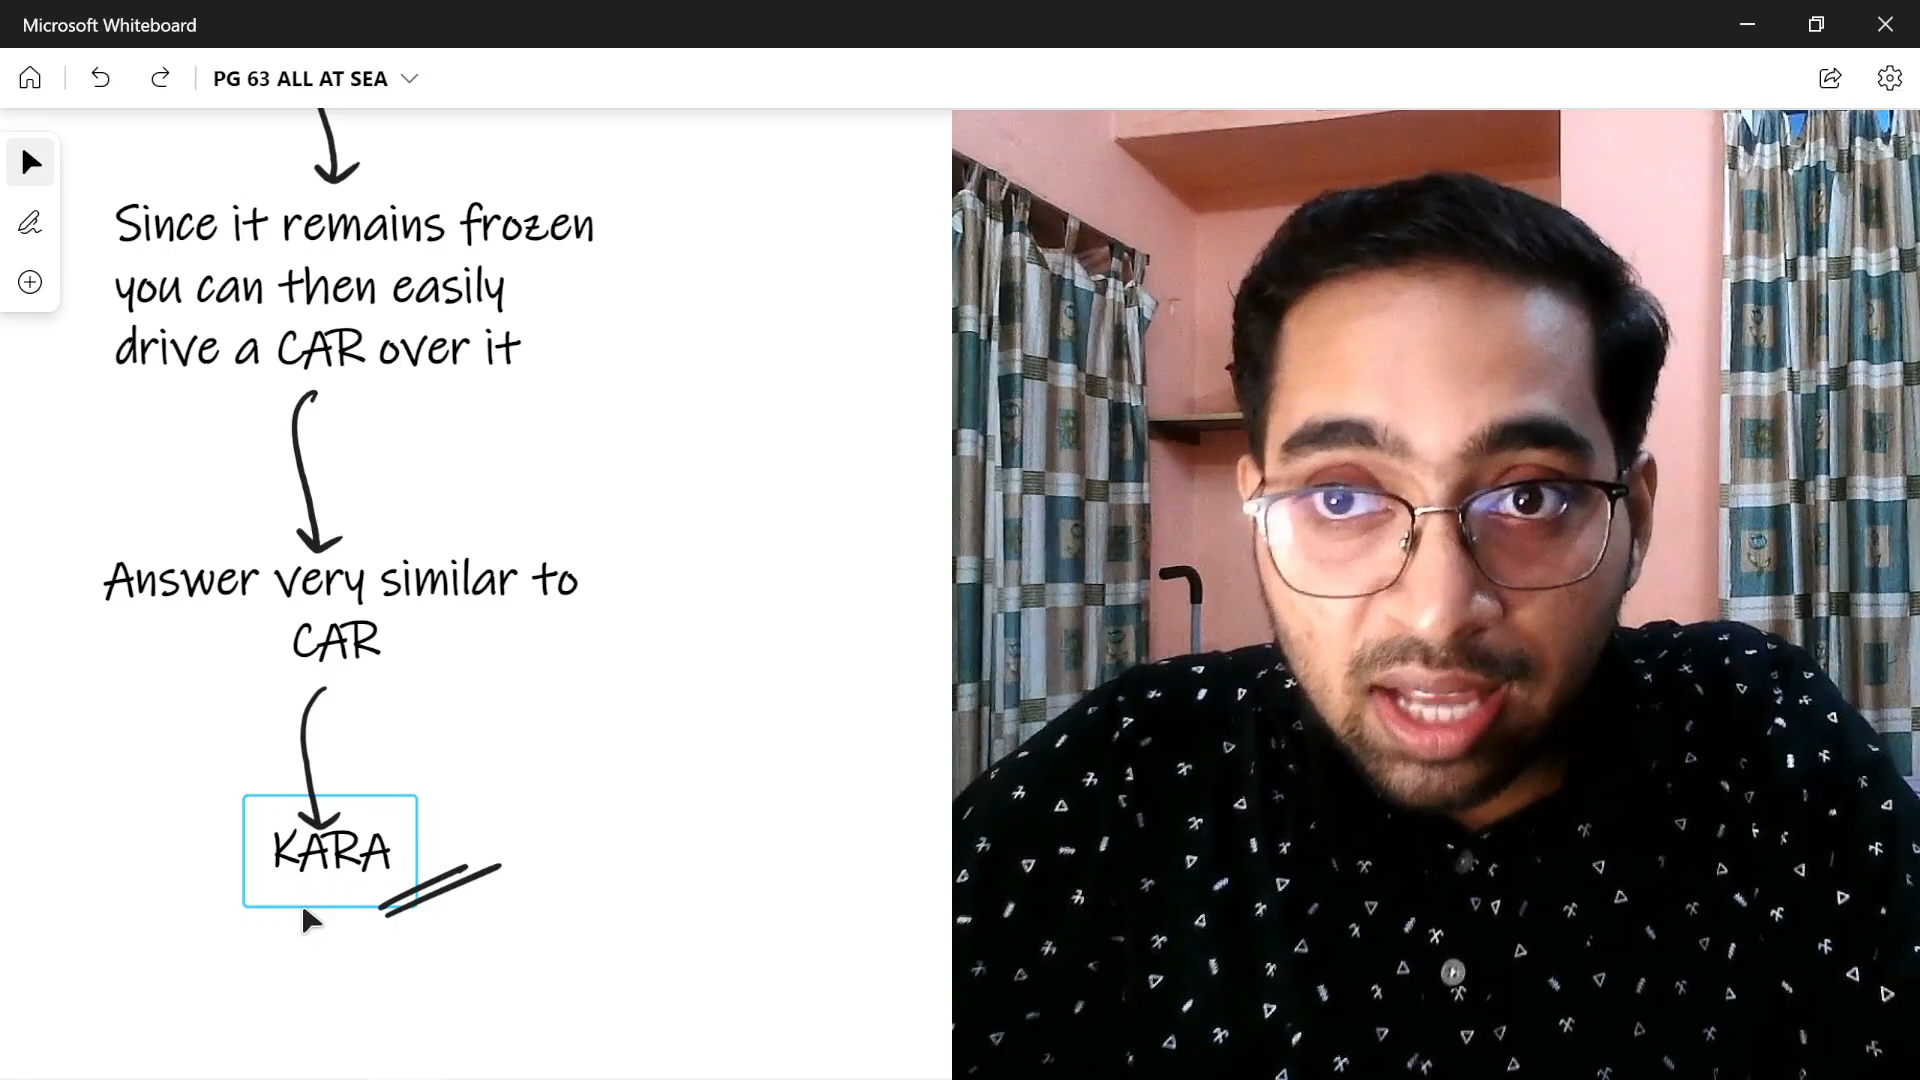 Microsoft Whiteboard
PG 63 ALL AT SEA
Since it remains frozen
you can then easily
drive a CAR over it
Answer very similar to
CAR
KARA